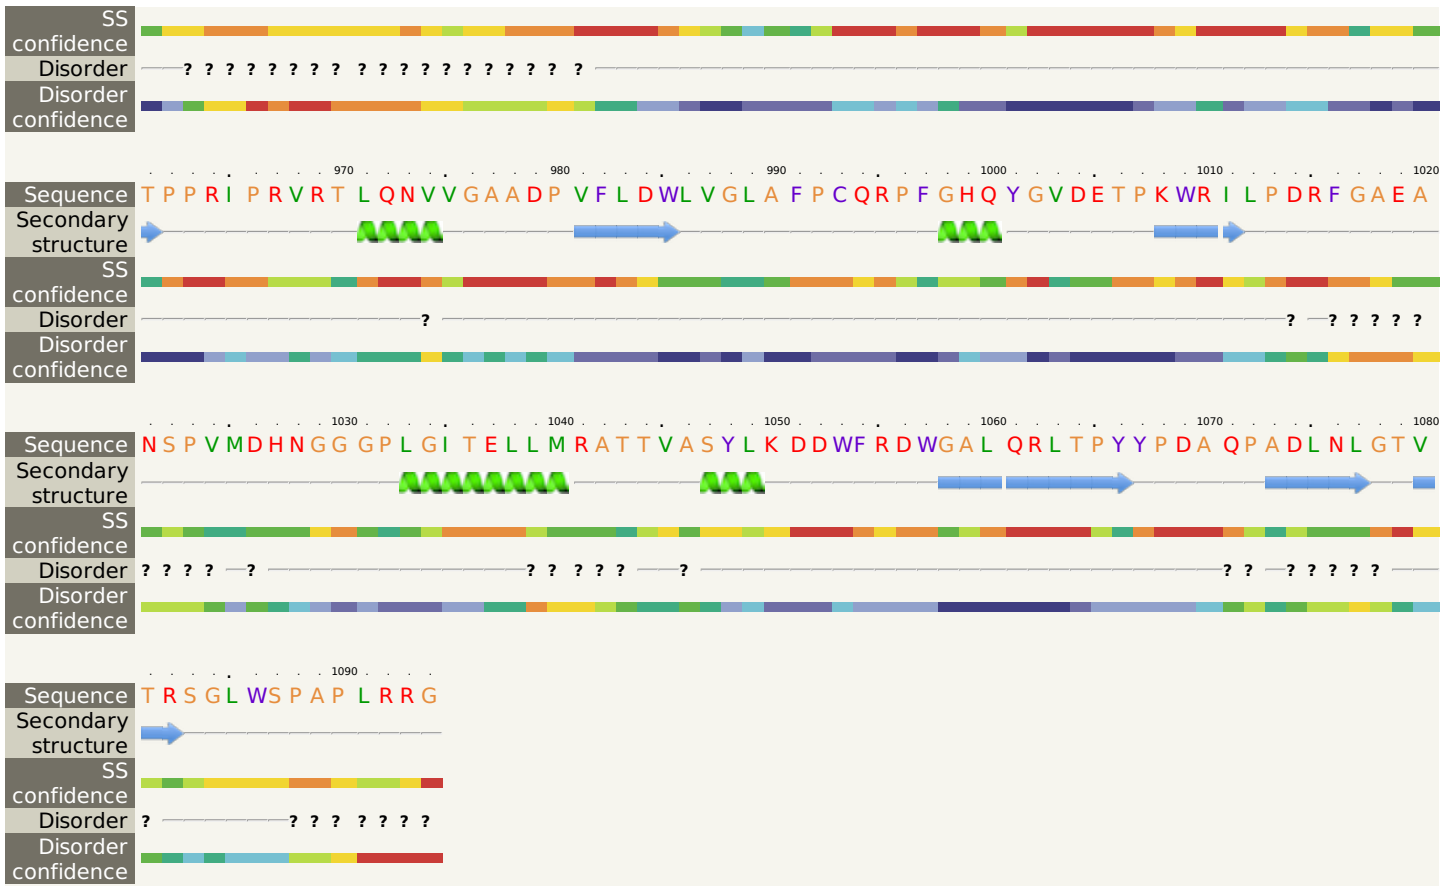 SS
confidence
Disorder ? ? ? ? ? ? ? ? ? ? ? ? ? ? ? ? ? ? ?
Disorder
confidence
970 980 990 1000 1010 1020
Sequence T P P R I P R V R T L Q N V V G A A D P V F L D W L V G L A F P C Q R P F G H Q Y G V D E T P K W R I L P D R F G A E A
Secondary
structure
SS
confidence
Disorder ? ? ? ? ? ? ?
Disorder
confidence
1030 1040 1050 1060 1070 1080
Sequence N S P V M D H N G G G P L G I T E L L M R A T T V A S Y L K D D W F R D W G A L Q R L T P Y Y P D A Q P A D L N L G T V
Secondary
structure
SS
confidence
Disorder ? ? ? ? ? ? ? ? ? ? ? ? ? ? ? ? ? ?
Disorder
confidence
1090
Sequence T R S G L W S P A P L R R G
Secondary
structure
SS
confidence
Disorder ? ? ? ? ? ? ? ?
Disorder
confidence